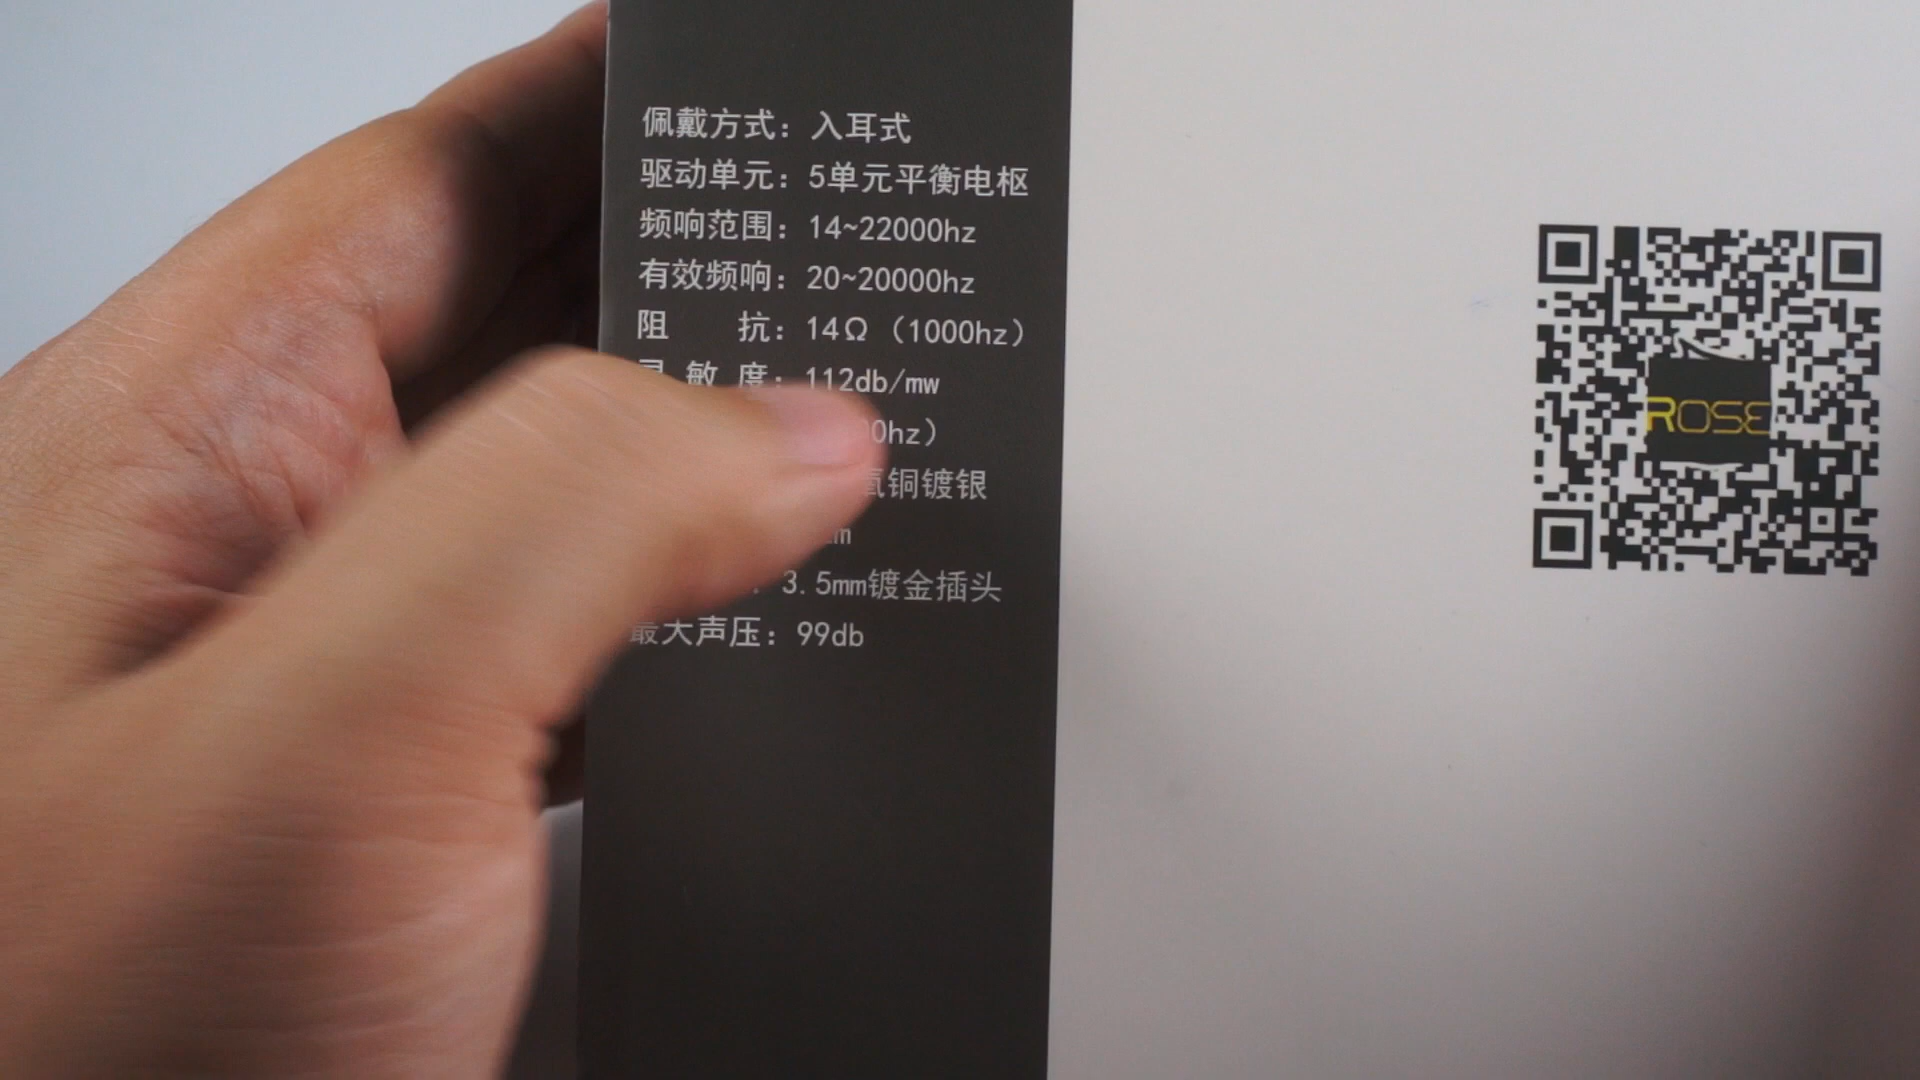 佩戴方式：入耳式
驱动单元：5单元平衡电枢
频响范围：14~22000hz
有效频响：20~20000hz
阻 抗：14Ω（1000hz）
敏 度：112db/mw
0hz）
铜镀银
3.5mm镀金插头
最大声压：99db
ROSE